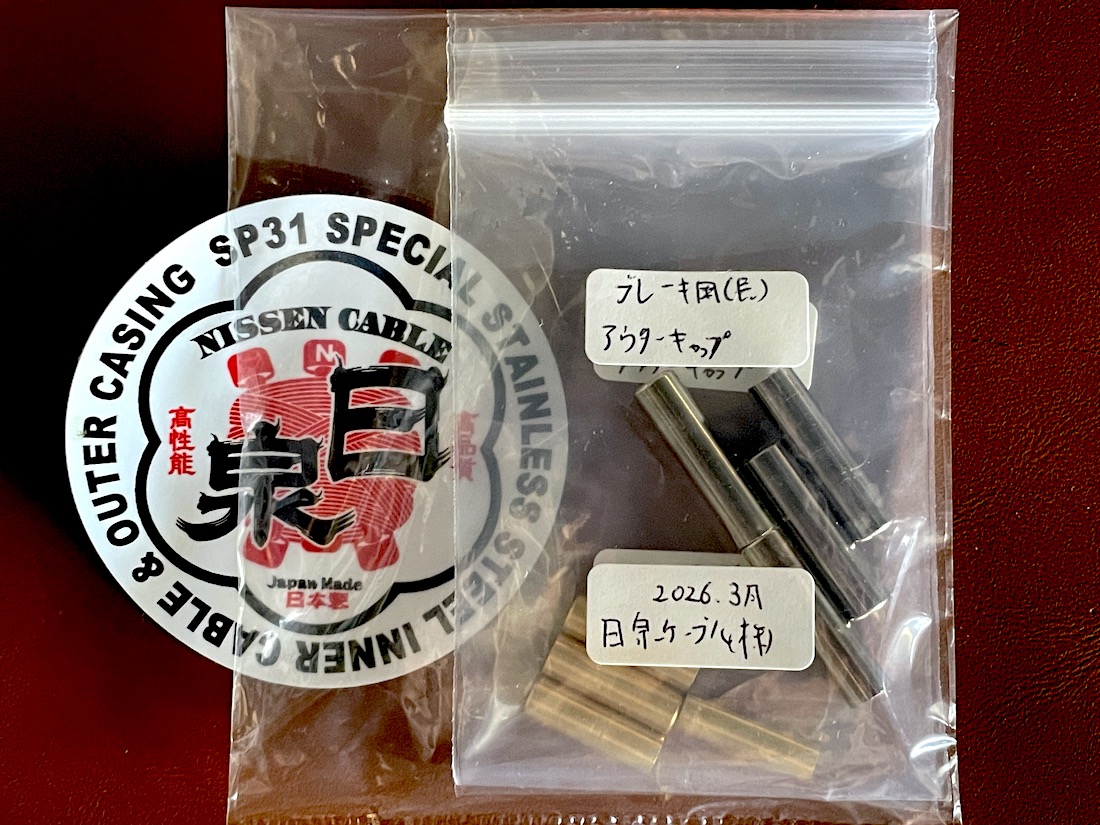 SP31 SPECIAL STAINLESS STEEL INNER CABLE & OUTER CASING
NISSEN CABLE
N
日泉
高性能
高品質
Japan Made
日本製
ブレーキ用(長)
アウターキャップ
2026.3月
日泉ケーブル様